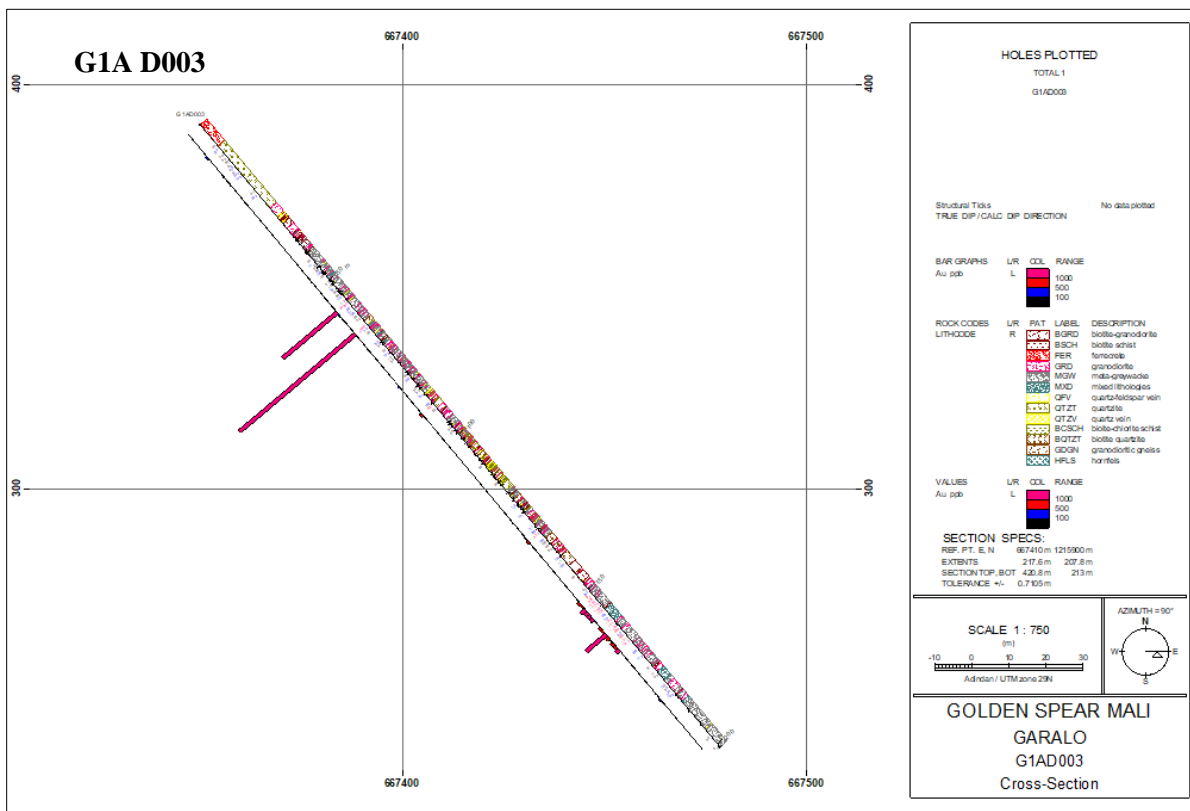 G1A D003
667400 667500
400 400
G1AD003
300 300
667400 667500
HOLES PLOTTED
TOTAL 1
G1AD003
Structural Ticks No data plotted
TRUE DIP / CALC DIP DIRECTION
BAR GRAPHS L/R COL RANGE
Au ppb L
1000
500
100
ROCK CODES L/R PAT LABEL DESCRIPTION
LITHCODE R BGRD biotite-granodiorite
BSCH biotite schist
FER ferrecrete
GRD granodiorite
MGW meta-greywacke
MXD mixed lithologies
QFV quartz-feldspar vein
QTZT quartzite
QTZV quartz vein
BCSCH biotite-chlorite schist
BQTZT biotite quartzite
GDGN granodioritic gneiss
HFLS hornfels
VALUES L/R COL RANGE
Au ppb L
1000
500
100
SECTION SPECS:
REF. PT. E, N 667410 m 1215900 m
EXTENTS 217.6 m 207.8 m
SECTION TOP, BOT 420.8 m 213 m
TOLERANCE +/- 0.7105 m
SCALE 1 : 750
(m)
-10 0 10 20 30
Adindan / UTM zone 29N
AZIMUTH = 90°
N
W E
S
GOLDEN SPEAR MALI
GARALO
G1AD003
Cross-Section